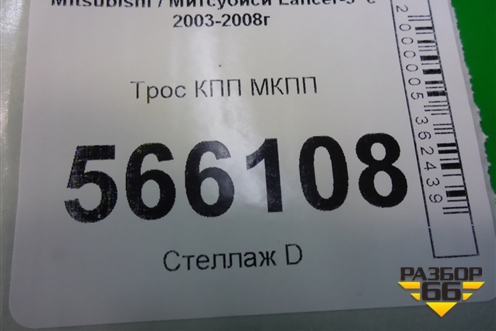 Mitsubishi / Митсубиси Lancer-9 с
2003-2008г
Трос КПП МКПП
566108
Стеллаж D
2000005362439
РАЗБОР
66